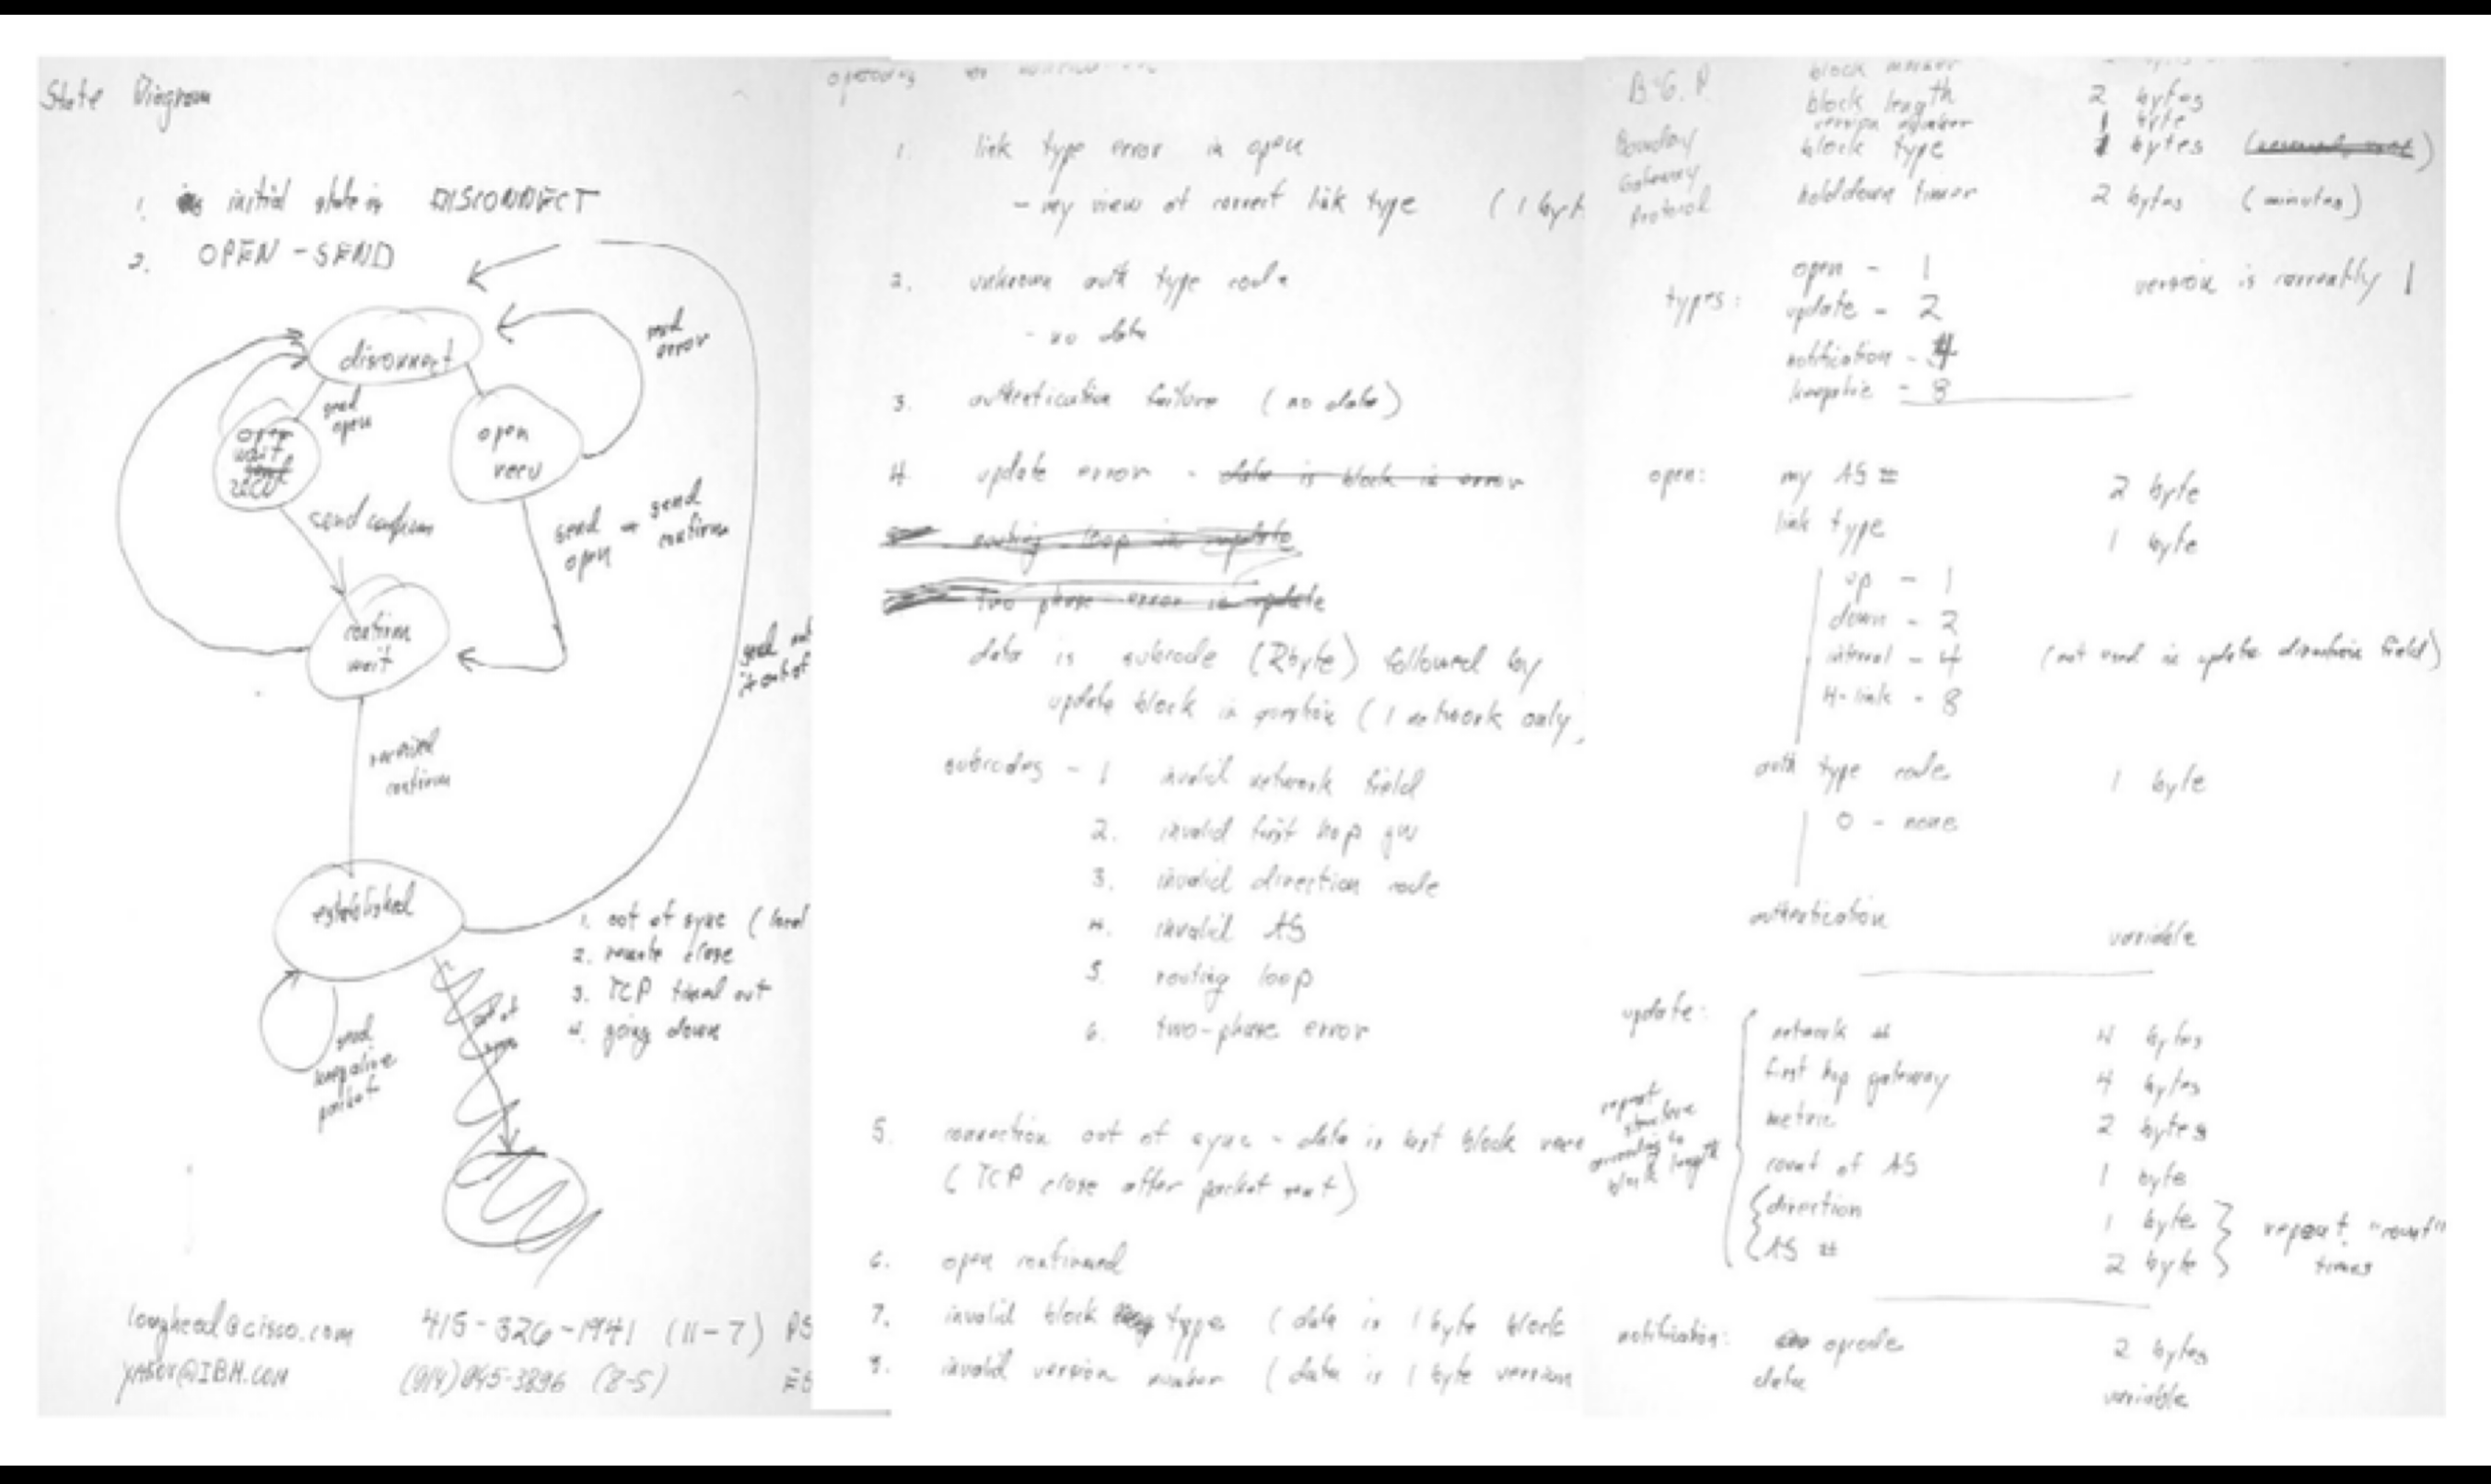 State Diagram
1. initial state is DISCONNECT
2. OPEN - SEND
disconnect
send
error
send
open
open
wait
recv
open
recv
send confirm
send or send
open confirm
confirm
wait
received
confirm
established
1. out of sync (local
2. remote close
3. TCP timed out
4. going down
send
keepalive
packet
out of
sync
lougheed@cisco.com 415-326-1941 (11-7) PS
yakov@IBM.COM (914) 945-3896 (8-5) ES
opcodes
1. link type error in open
- my view of correct link type (1 byt
2. unknown auth type code
- no data
3. authentication failure (no data)
4. update error - data is block in error
routing loop in update
two phase error in update
data is subcode (2 byte) followed by
update block in question (1 network only,
subcodes - 1 invalid network field
2. invalid first hop gw
3. invalid direction code
4. invalid AS
5. routing loop
6. two-phase error
5. connection out of sync - data is last block
(TCP close after packet sent)
6. open confirmed
7. invalid block type (data is 1 byte block
8. invalid version number (data is 1 byte version
B.G.P.
Boundary
Gateway
Protocol
block marker
block length 2 bytes
version number 1 byte
block type 1 bytes
holddown timer 2 bytes (minutes)
types: open - 1 version is currently 1
update - 2
notification - 4
keepalive - 8
open: my AS # 2 byte
link type 1 byte
up - 1
down - 2
internal - 4 (not used in update direction field)
H-link - 8
auth type code 1 byte
0 - none
authentication variable
update:
network # 4 bytes
first hop gateway 4 bytes
metric 2 bytes
count of AS 1 byte
direction 1 byte
AS # 2 byte
repeat "count"
times
repeat
structure
according to
block length
notification: opcode 2 bytes
data variable